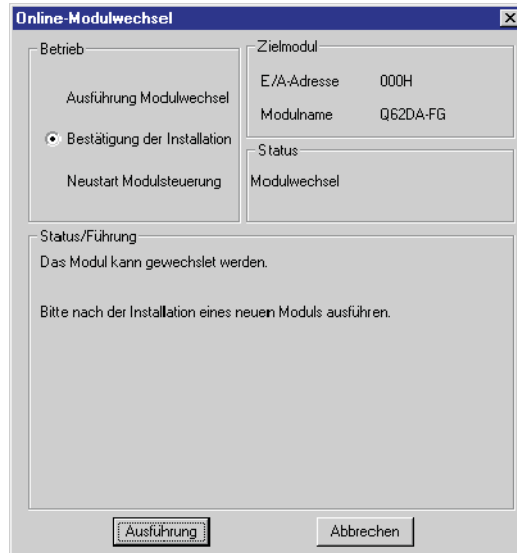 Online-Modulwechsel
Betrieb
Ausführung Modulwechsel
Bestätigung der Installation
Neustart Modulsteuerung
Zielmodul
E/A-Adresse 000H
Modulname Q62DA-FG
Status
Modulwechsel
Status/Führung
Das Modul kann gewechslet werden.
Bitte nach der Installation eines neuen Moduls ausführen.
Ausführung
Abbrechen